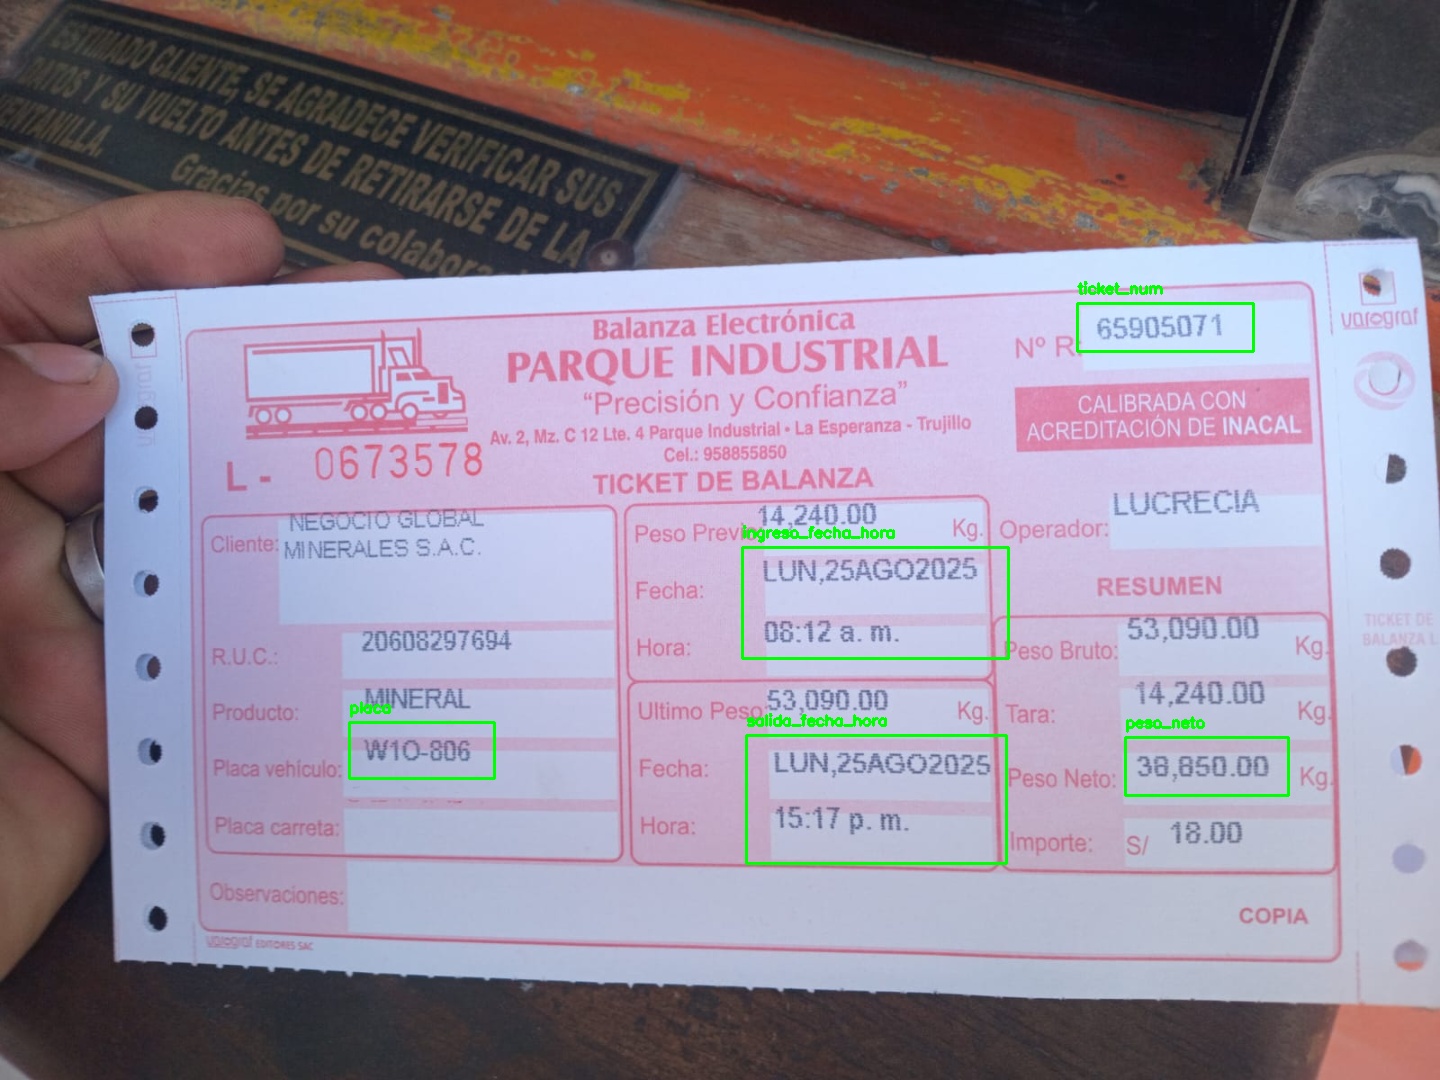 ESTIMADO CLIENTE, SE AGRADECE VERIFICAR SUS
DATOS Y SU VUELTO ANTES DE RETIRARSE DE LA
VENTANILLA.
Gracias por su
Balanza Electrónica
PARQUE INDUSTRIAL
"Precisión y Confianza"
Av. 2, Mz. C 12 Lte. 4 Parque Industrial • La Esperanza - Trujillo
Cel.: 958855850
L - 0673578
TICKET DE BALANZA
ticket_num
Nº R. 65905071
CALIBRADA CON
ACREDITACIÓN DE INACAL
varograf
Cliente: NEGOCIO GLOBAL
MINERALES S.A.C.
R.U.C.: 20608297694
Producto: MINERAL
placa
Placa vehículo: W1O-806
Placa carreta:
Peso Previo 14,240.00 Kg.
ingreso_fecha_hora
Fecha: LUN,25AGO2025
Hora: 08:12 a. m.
Ultimo Peso 53,090.00 Kg.
salida_fecha_hora
Fecha: LUN,25AGO2025
Hora: 15:17 p. m.
Operador: LUCRECIA
RESUMEN
Peso Bruto: 53,090.00 Kg.
Tara: 14,240.00 Kg.
peso_neto
Peso Neto: 38,850.00 Kg.
Importe: S/ 18.00
Observaciones:
COPIA
varograf EDITORES SAC
TICKET DE
BALANZA L